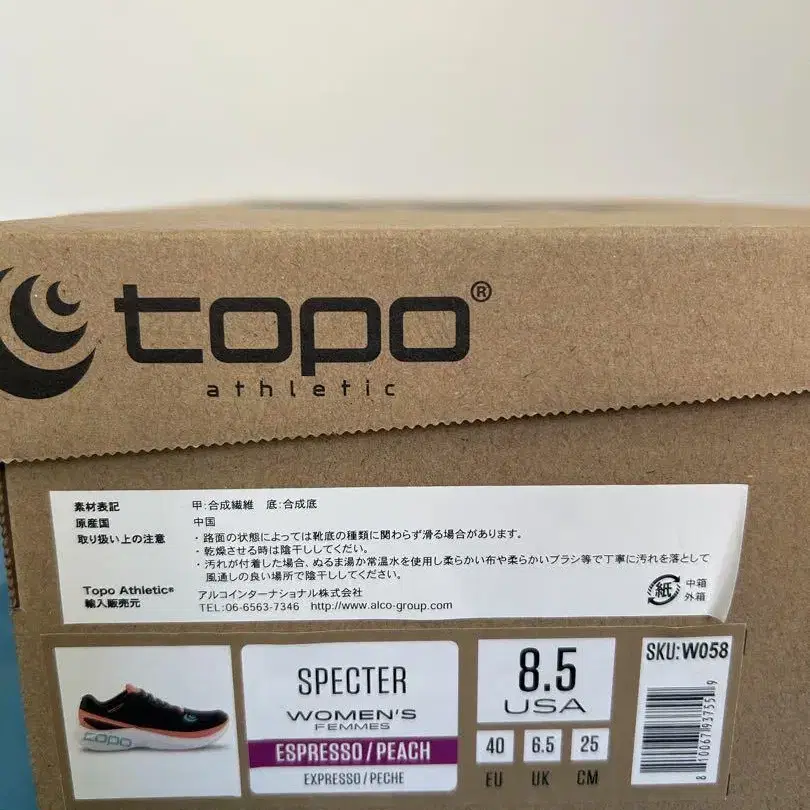 topo®
athletic
素材表記 甲:合成繊維 底:合成底
原産国 中国
取り扱い上の注意 ・路面の状態によっては靴底の種類に関わらず滑る場合があります。
・乾燥させる時は陰干ししてくだい。
・汚れが付着した場合、ぬるま湯か常温水を使用し柔らかい布や柔らかいブラシ等で丁寧に汚れを落として
風通しの良い場所で陰干ししてくだい。
Topo Athletic® アルコインターナショナル株式会社
輸入販売元 TEL:06-6563-7346 http://www.alco-group.com/
紙 中箱
外箱
topo
SPECTER
WOMEN'S
FEMMES
ESPRESSO/PEACH
EXPRESSO/PECHE
8.5
USA
40 6.5 25
EU UK CM
SKU:W058
8 10067 93755 9